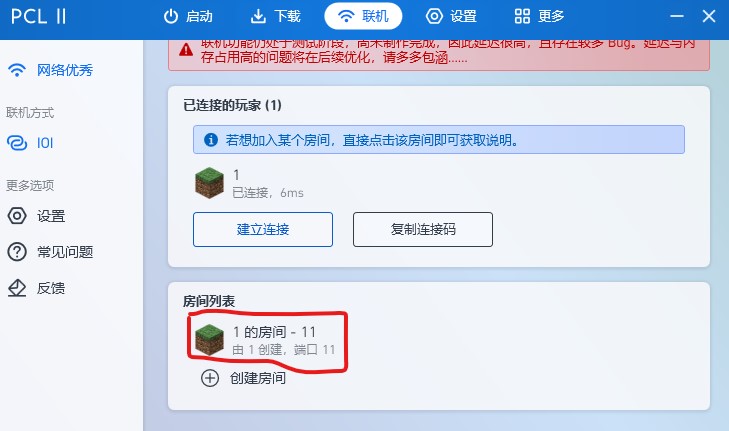 PCL II
启动
下载
联机
设置
更多
网络优秀
联机方式
IOI
更多选项
设置
常见问题
反馈
联机功能仍处于测试阶段，尚未制作完成，因此延迟很高，且存在较多 Bug。延迟与内
存占用高的问题将在后续优化，请多多包涵……
已连接的玩家 (1)
若想加入某个房间，直接点击该房间即可获取说明。
1
已连接，6ms
建立连接
复制连接码
房间列表
1 的房间 - 11
由 1 创建，端口 11
创建房间